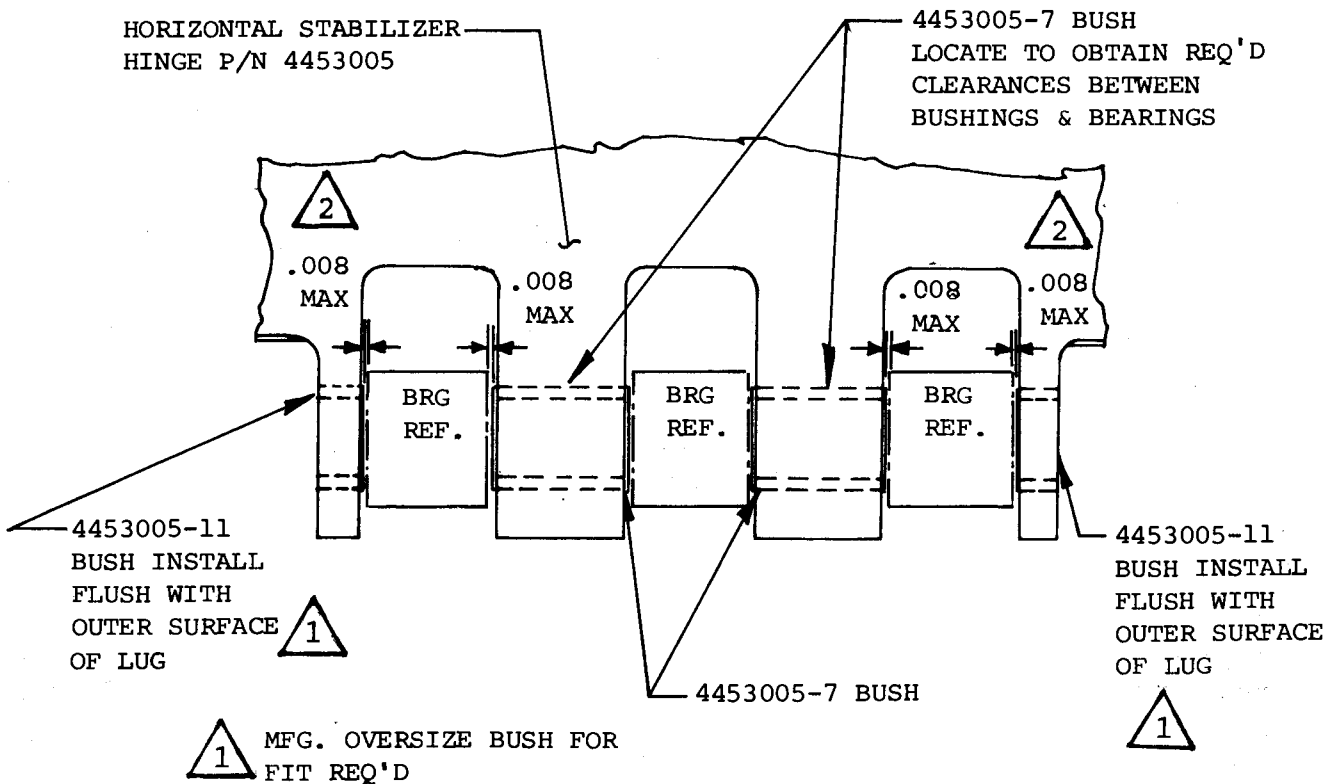 HORIZONTAL STABILIZER
HINGE P/N 4453005
4453005-7 BUSH
LOCATE TO OBTAIN REQ'D
CLEARANCES BETWEEN
BUSHINGS & BEARINGS
2
2
.008
MAX
.008
MAX
.008
MAX
.008
MAX
BRG
REF.
BRG
REF.
BRG
REF.
4453005-11
BUSH INSTALL
FLUSH WITH
OUTER SURFACE
OF LUG
1
4453005-11
BUSH INSTALL
FLUSH WITH
OUTER SURFACE
OF LUG
1
4453005-7 BUSH
1
MFG. OVERSIZE BUSH FOR
FIT REQ'D